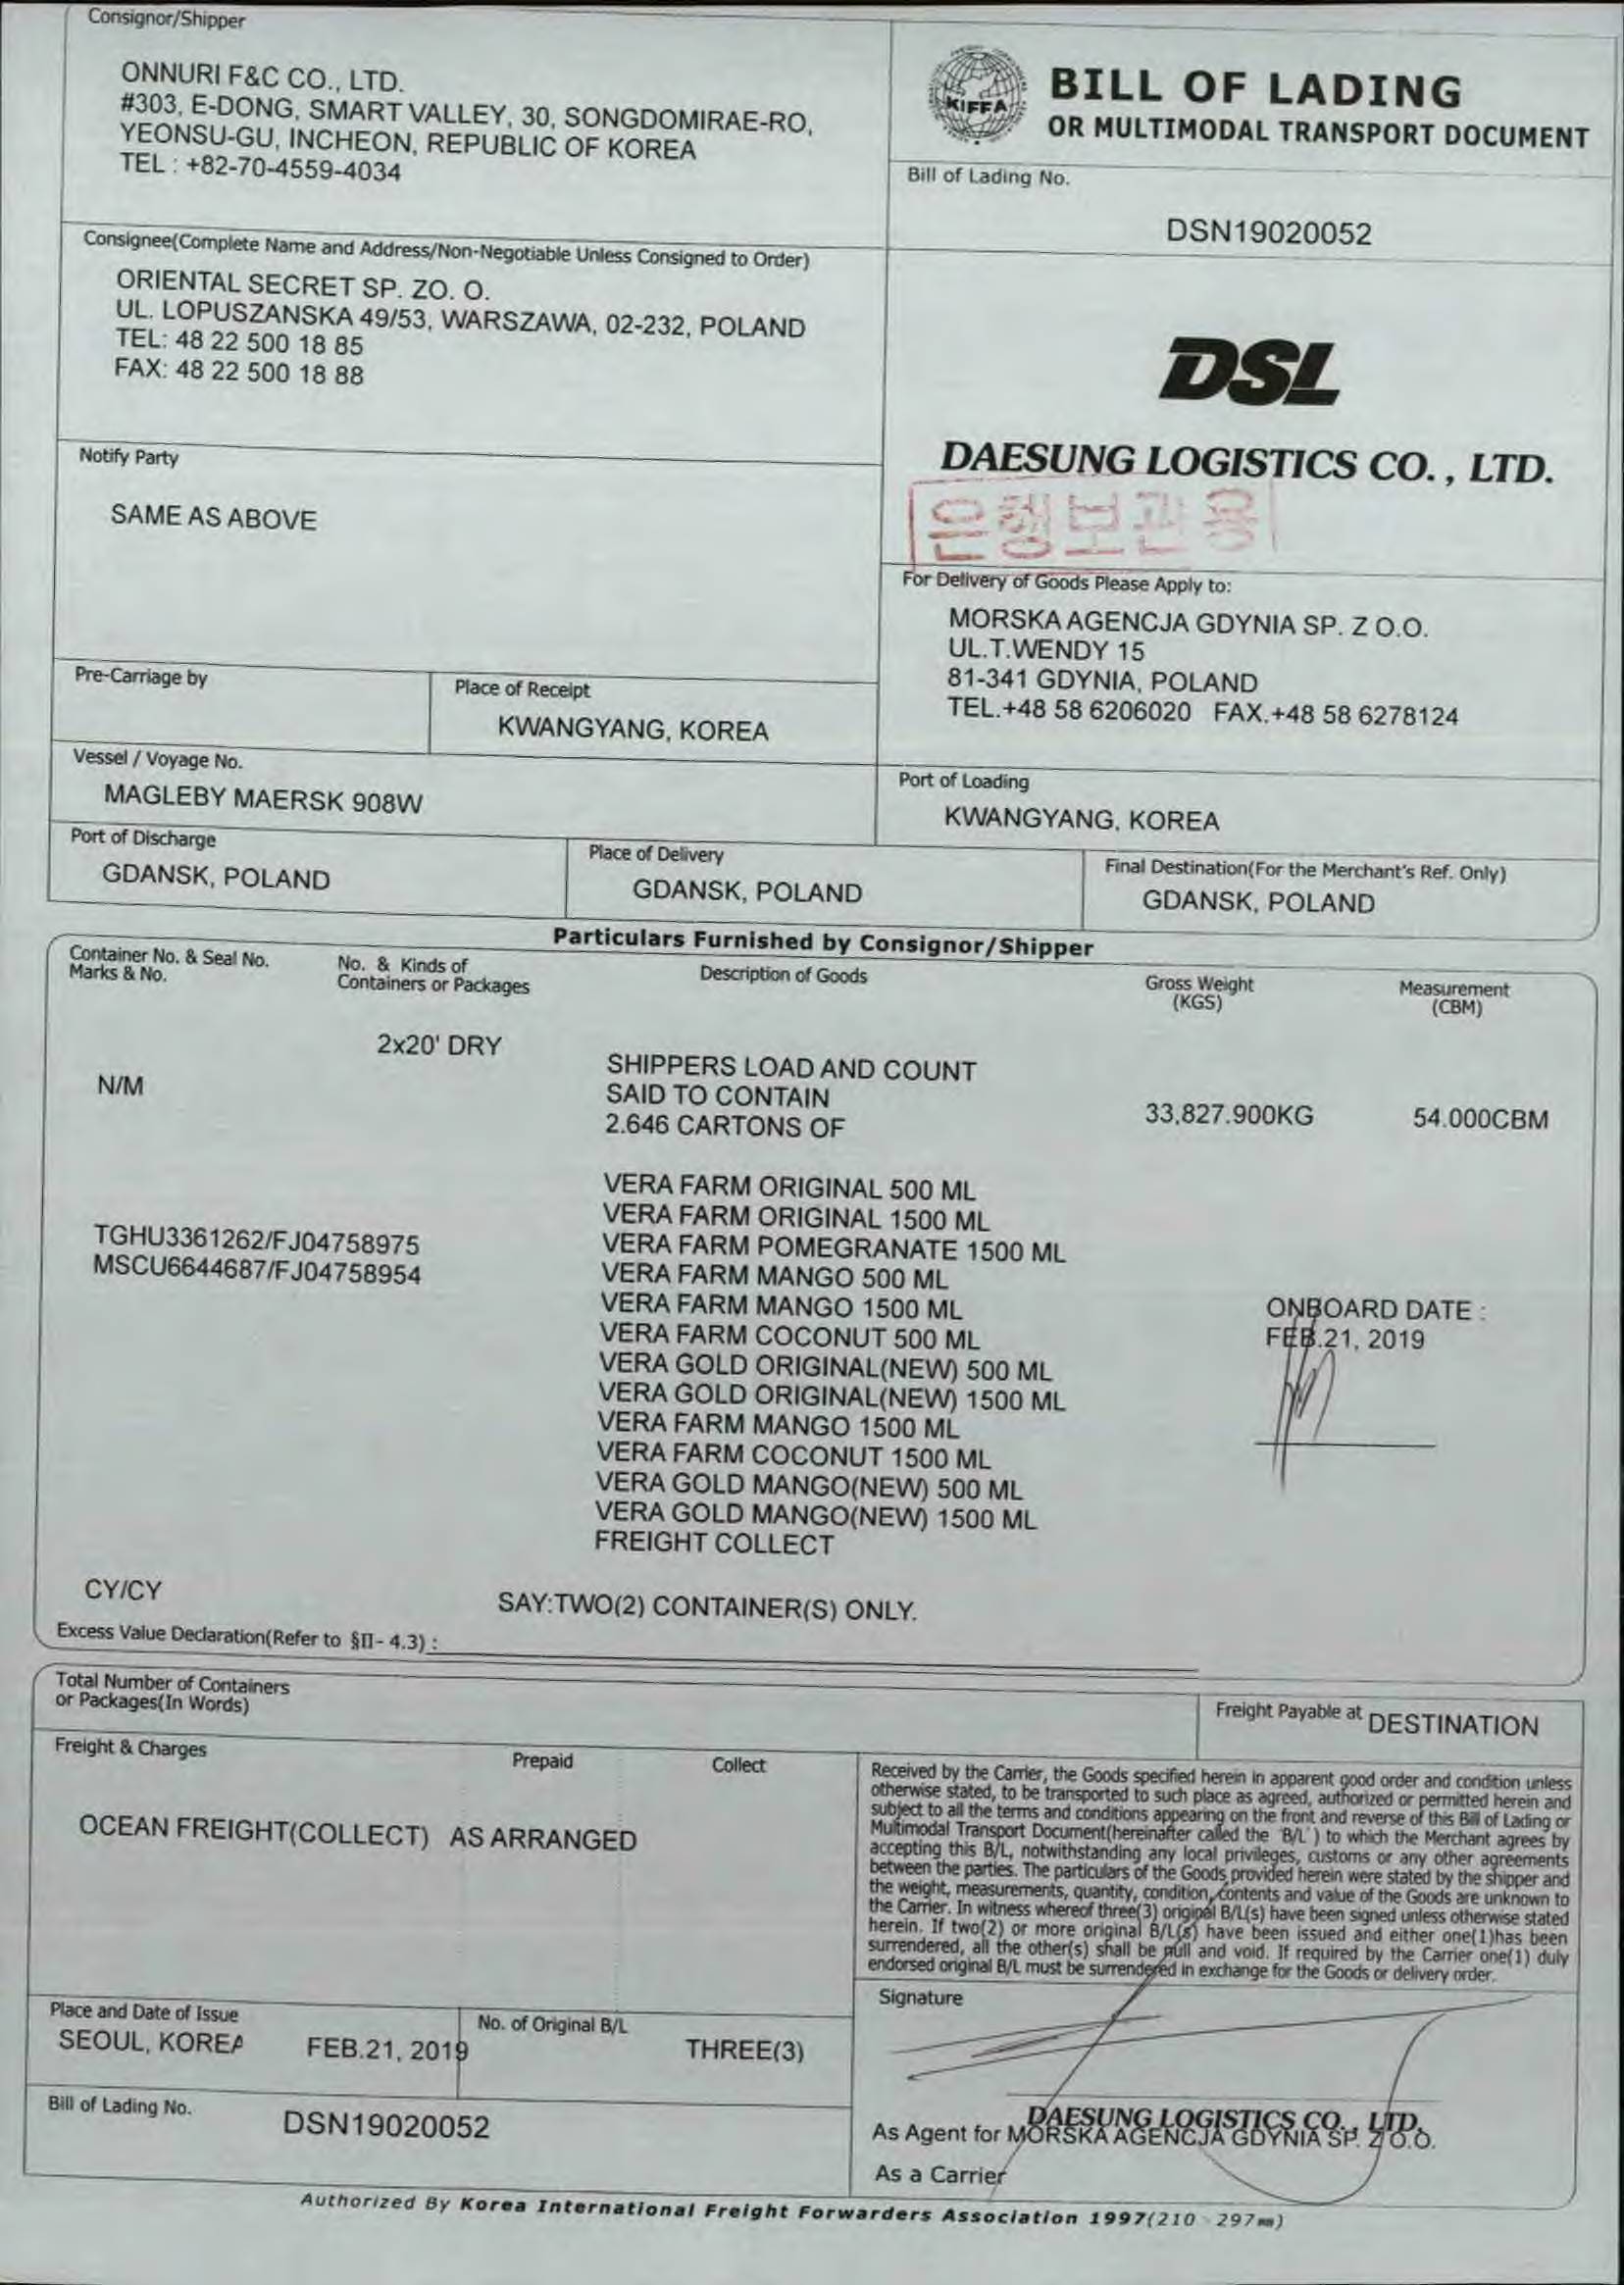 Consignor/Shipper
ONNURI F&C CO., LTD.
#303, E-DONG, SMART VALLEY, 30, SONGDOMIRAE-RO,
YEONSU-GU, INCHEON, REPUBLIC OF KOREA
TEL : +82-70-4559-4034
KIFFA
BILL OF LADING
OR MULTIMODAL TRANSPORT DOCUMENT
Bill of Lading No.
DSN19020052
Consignee(Complete Name and Address/Non-Negotiable Unless Consigned to Order)
ORIENTAL SECRET SP. ZO. O.
UL. LOPUSZANSKA 49/53, WARSZAWA, 02-232, POLAND
TEL: 48 22 500 18 85
FAX: 48 22 500 18 88
DSL
DAESUNG LOGISTICS CO., LTD.
은행보관용
Notify Party
SAME AS ABOVE
For Delivery of Goods Please Apply to:
MORSKA AGENCJA GDYNIA SP. Z O.O.
UL.T.WENDY 15
81-341 GDYNIA, POLAND
TEL.+48 58 6206020 FAX.+48 58 6278124
Pre-Carriage by
Place of Receipt
KWANGYANG, KOREA
Vessel / Voyage No.
MAGLEBY MAERSK 908W
Port of Loading
KWANGYANG, KOREA
Port of Discharge
GDANSK, POLAND
Place of Delivery
GDANSK, POLAND
Final Destination(For the Merchant's Ref. Only)
GDANSK, POLAND
Particulars Furnished by Consignor/Shipper
Container No. & Seal No.
Marks & No.
No. & Kinds of
Containers or Packages
Description of Goods
Gross Weight
(KGS)
Measurement
(CBM)
2x20' DRY
N/M
SHIPPERS LOAD AND COUNT
SAID TO CONTAIN
2.646 CARTONS OF
33,827.900KG
54.000CBM
TGHU3361262/FJ04758975
MSCU6644687/FJ04758954
VERA FARM ORIGINAL 500 ML
VERA FARM ORIGINAL 1500 ML
VERA FARM POMEGRANATE 1500 ML
VERA FARM MANGO 500 ML
VERA FARM MANGO 1500 ML
VERA FARM COCONUT 500 ML
VERA GOLD ORIGINAL(NEW) 500 ML
VERA GOLD ORIGINAL(NEW) 1500 ML
VERA FARM MANGO 1500 ML
VERA FARM COCONUT 1500 ML
VERA GOLD MANGO(NEW) 500 ML
VERA GOLD MANGO(NEW) 1500 ML
FREIGHT COLLECT
ONBOARD DATE :
FEB.21, 2019
CY/CY
SAY:TWO(2) CONTAINER(S) ONLY.
Excess Value Declaration(Refer to §II- 4.3) :
Total Number of Containers
or Packages(In Words)
Freight Payable at DESTINATION
Freight & Charges
Prepaid
Collect
OCEAN FREIGHT(COLLECT) AS ARRANGED
Received by the Carrier, the Goods specified herein in apparent good order and condition unless
otherwise stated, to be transported to such place as agreed, authorized or permitted herein and
subject to all the terms and conditions appearing on the front and reverse of this Bill of Lading or
Multimodal Transport Document(hereinafter called the 'B/L') to which the Merchant agrees by
accepting this B/L, notwithstanding any local privileges, customs or any other agreements
between the parties. The particulars of the Goods provided herein were stated by the shipper and
the weight, measurements, quantity, condition, contents and value of the Goods are unknown to
the Carrier. In witness whereof three(3) original B/L(s) have been signed unless otherwise stated
herein. If two(2) or more original B/L(s) have been issued and either one(1)has been
surrendered, all the other(s) shall be null and void. If required by the Carrier one(1) duly
endorsed original B/L must be surrendered in exchange for the Goods or delivery order.
Place and Date of Issue
SEOUL, KOREA FEB.21, 2019
No. of Original B/L
THREE(3)
Signature
Bill of Lading No.
DSN19020052
DAESUNG LOGISTICS CO., LTD.
As Agent for MORSKA AGENCJA GDYNIA SP. Z O.O.
As a Carrier
Authorized By Korea International Freight Forwarders Association 1997(210 297mm)